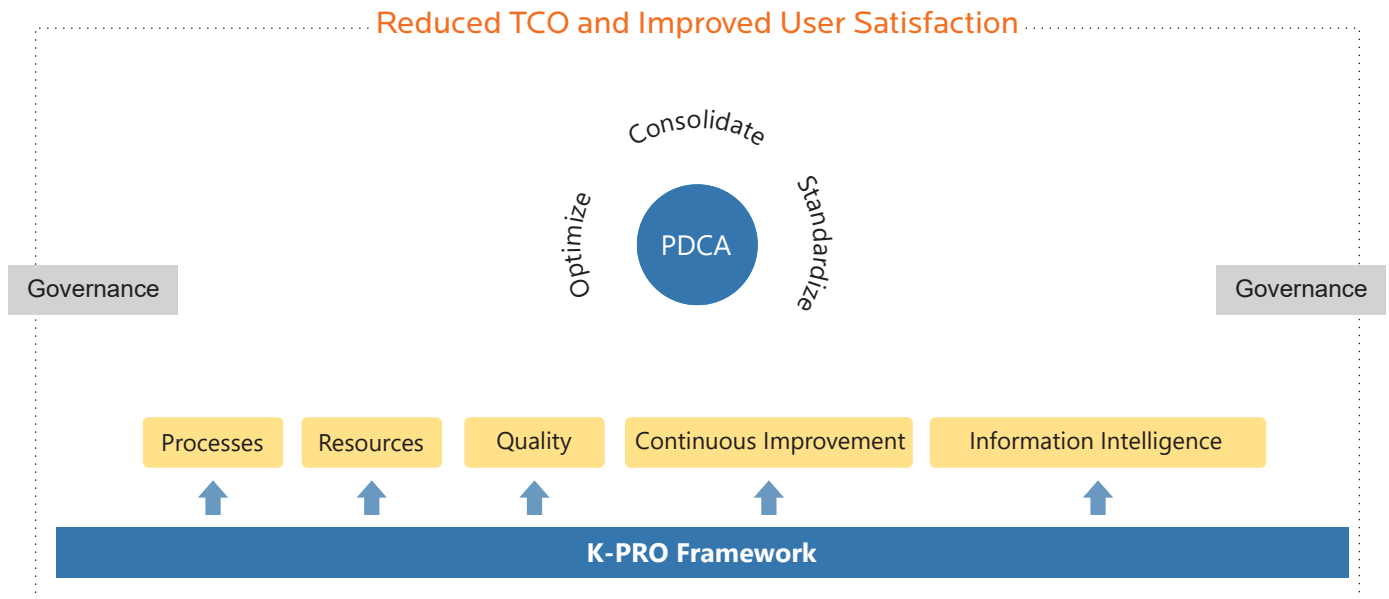 Reduced TCO and Improved User Satisfaction
Consolidate
Optimize
PDCA
Standardize
Governance
Governance
Processes
Resources
Quality
Continuous Improvement
Information Intelligence
K-PRO Framework